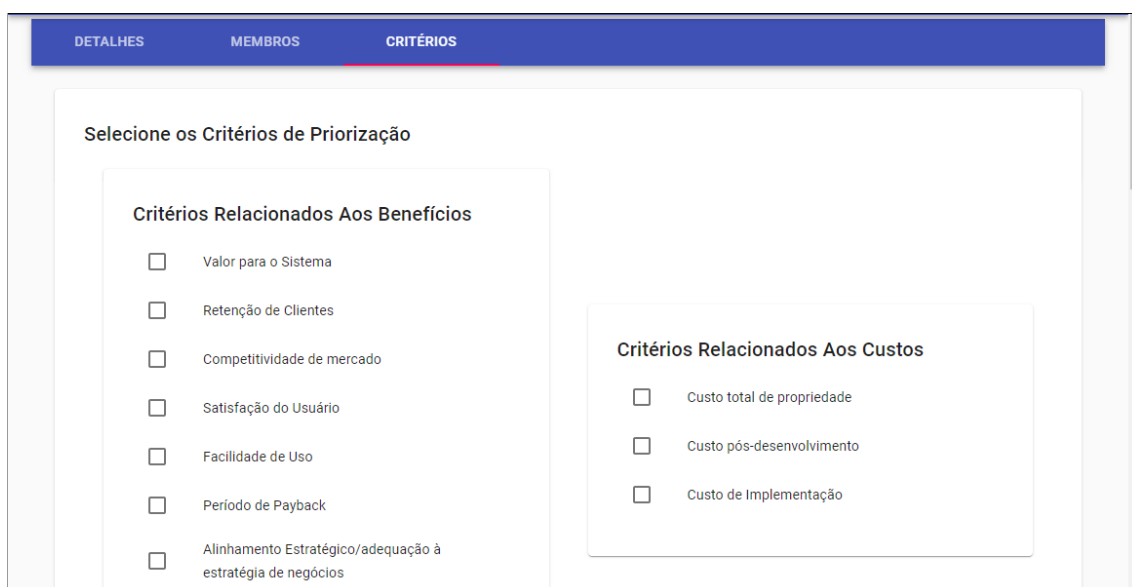 DETALHES MEMBROS CRITÉRIOS
Selecione os Critérios de Priorização
Critérios Relacionados Aos Benefícios
Valor para o Sistema
Retenção de Clientes
Competitividade de mercado
Satisfação do Usuário
Facilidade de Uso
Período de Payback
Alinhamento Estratégico/adequação à
estratégia de negócios
Critérios Relacionados Aos Custos
Custo total de propriedade
Custo pós-desenvolvimento
Custo de Implementação